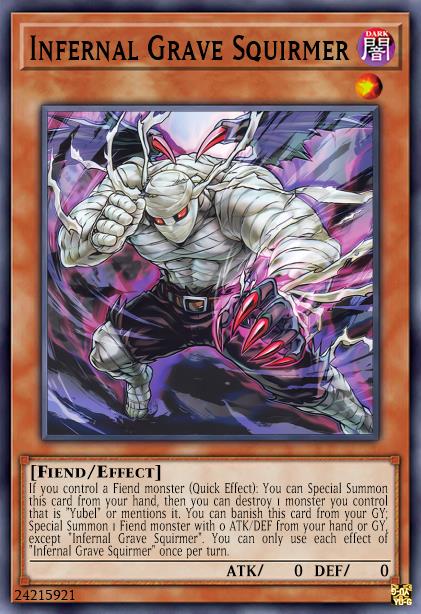 INFERNAL GRAVE SQUIRMER
DARK
闇
[FIEND/EFFECT]
If you control a Fiend monster (Quick Effect): You can Special Summon
this card from your hand, then you can destroy 1 monster you control
that is "Yubel" or mentions it. You can banish this card from your GY;
Special Summon 1 Fiend monster with 0 ATK/DEF from your hand or GY,
except "Infernal Grave Squirmer". You can only use each effect of
"Infernal Grave Squirmer" once per turn.
ATK/ 0 DEF/ 0
24215921